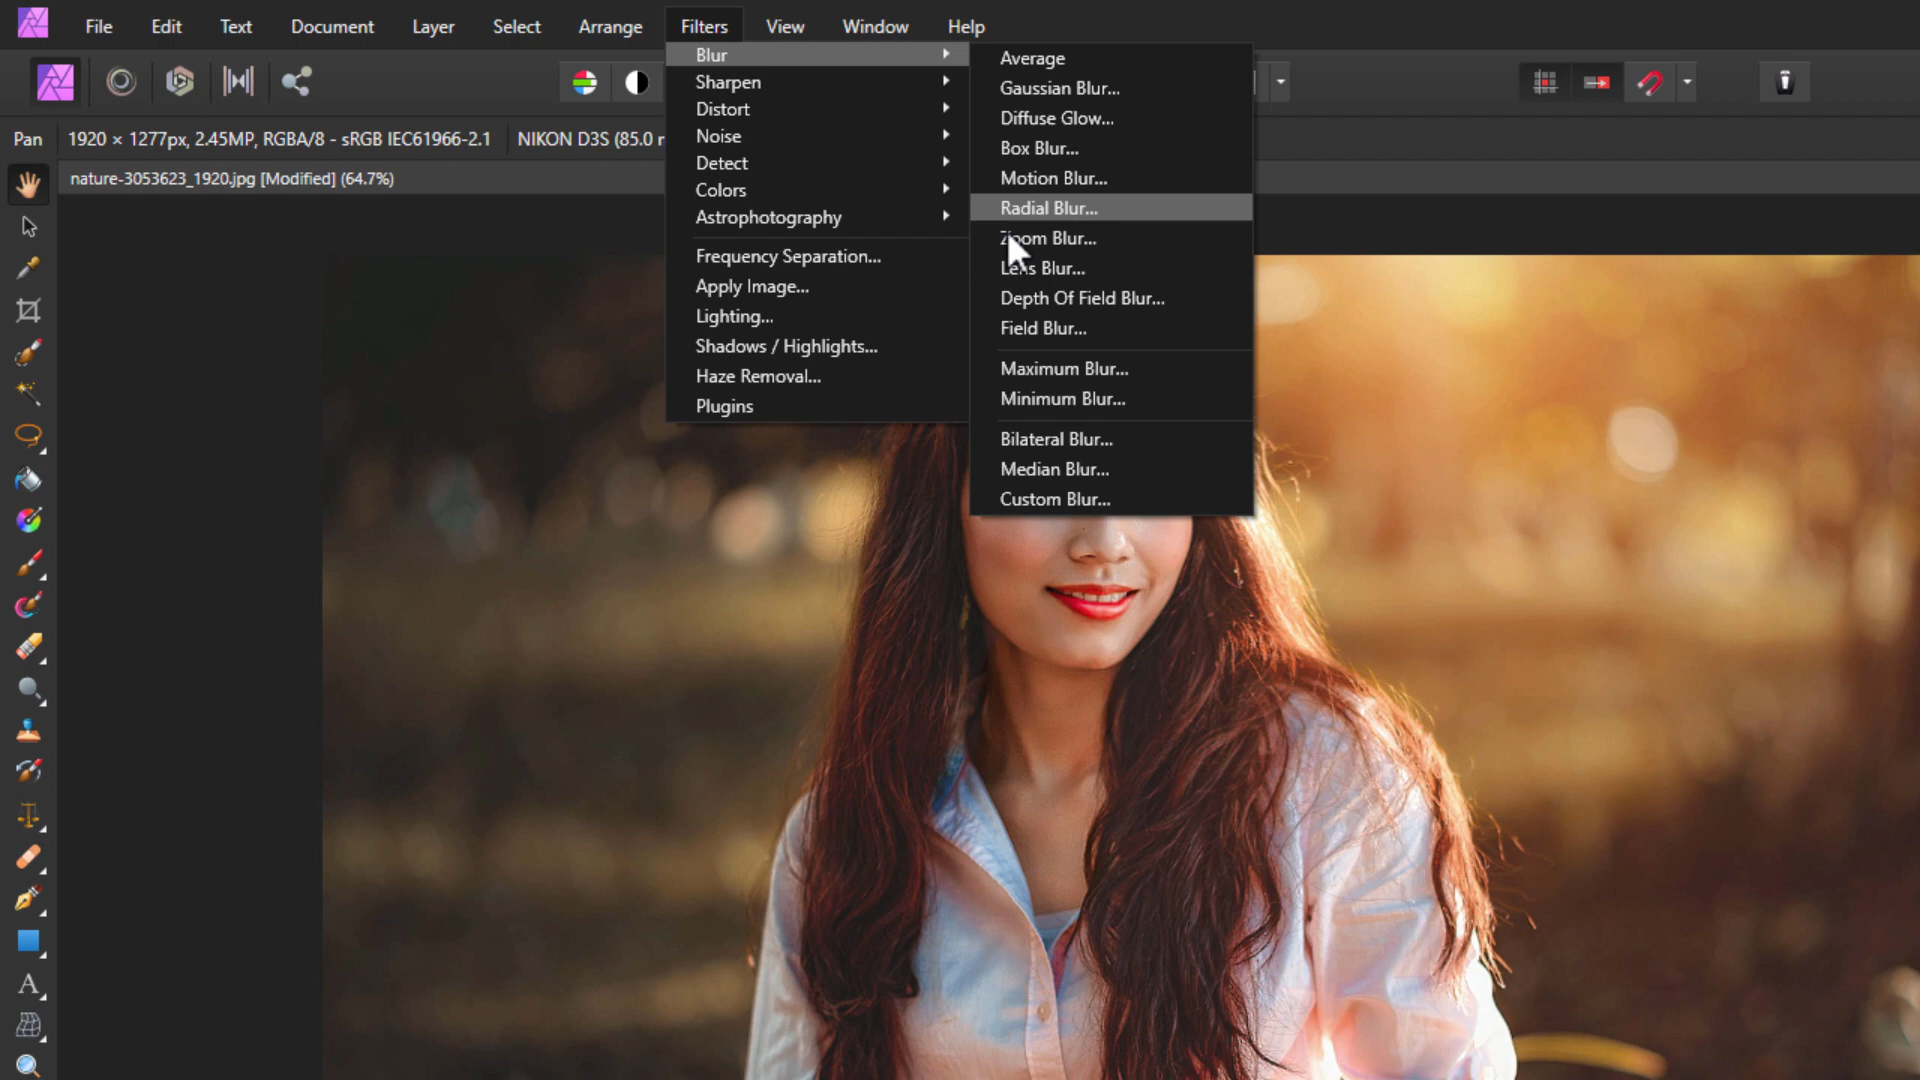 File Edit Text Document Layer Select Arrange Filters View Window Help
Pan 1920 × 1277px, 2.45MP, RGBA/8 - sRGB IEC61966-2.1 NIKON D3S (85.0
nature-3053623_1920.jpg [Modified] (64.7%)
Blur
Sharpen
Distort
Noise
Detect
Colors
Astrophotography
Frequency Separation...
Apply Image...
Lighting...
Shadows / Highlights...
Haze Removal...
Plugins
Average
Gaussian Blur...
Diffuse Glow...
Box Blur...
Motion Blur...
Radial Blur...
Zoom Blur...
Lens Blur...
Depth Of Field Blur...
Field Blur...
Maximum Blur...
Minimum Blur...
Bilateral Blur...
Median Blur...
Custom Blur...
A